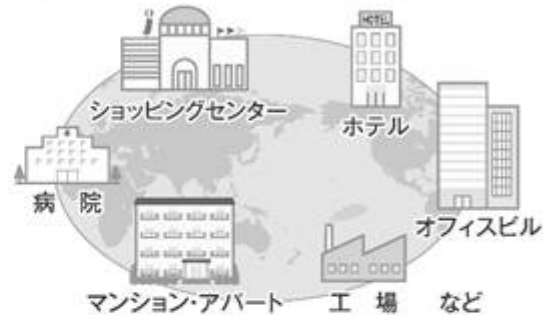 HOTEL
ショッピングセンター
ホテル
病 院
オフィスビル
マンション・アパート
工 場 など